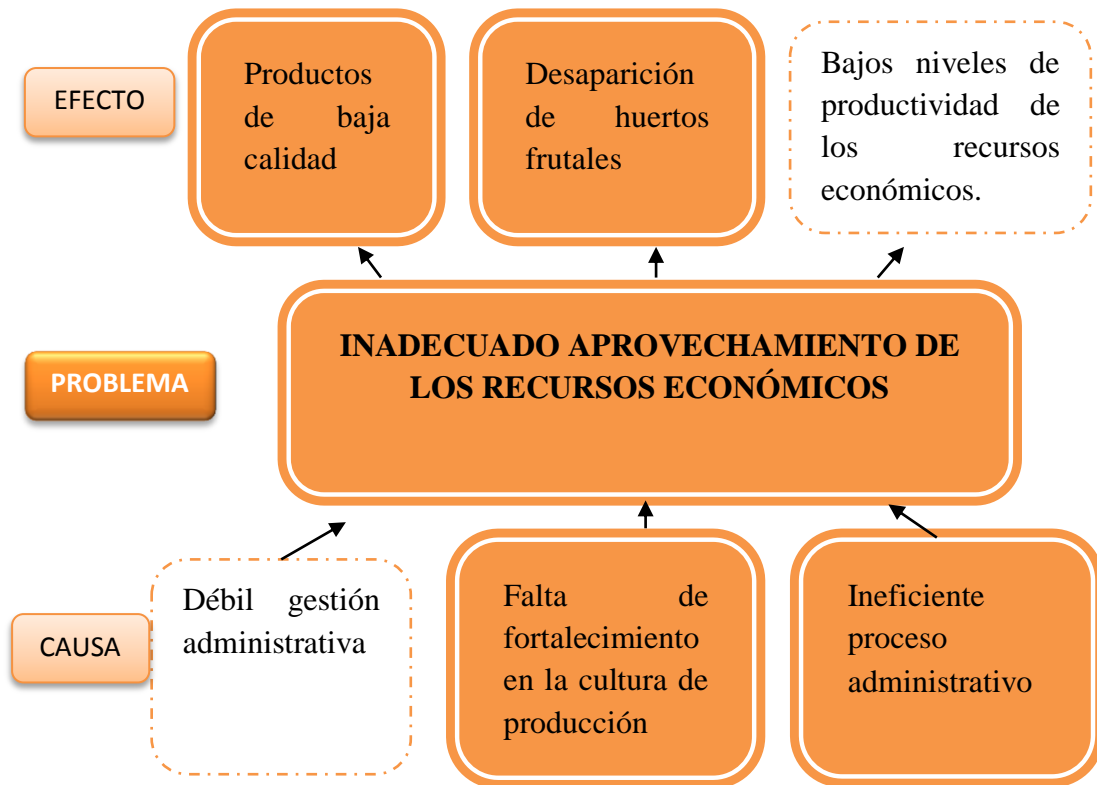 EFECTO
Productos
de baja
calidad
Desaparición
de huertos
frutales
Bajos niveles de
productividad de
los recursos
económicos.
PROBLEMA
INADECUADO APROVECHAMIENTO DE
LOS RECURSOS ECONÓMICOS
CAUSA
Débil gestión
administrativa
Falta de
fortalecimiento
en la cultura de
producción
Ineficiente
proceso
administrativo